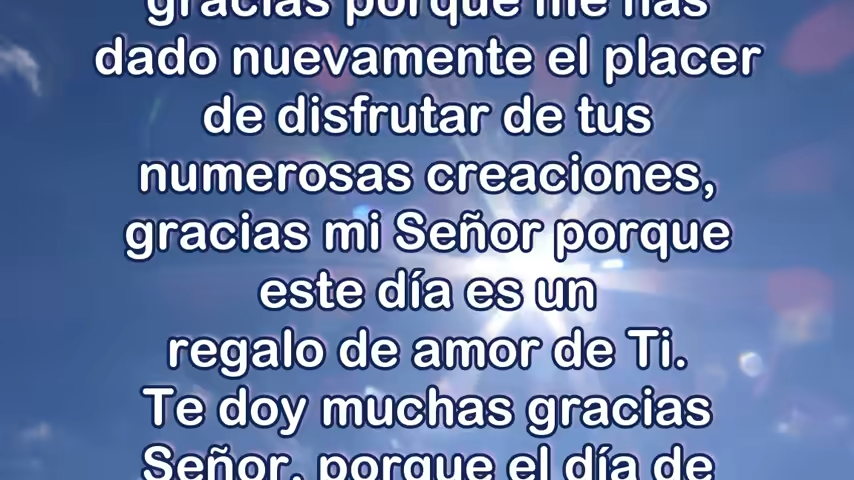 gracias porque me has
dado nuevamente el placer
de disfrutar de tus
numerosas creaciones,
gracias mi Señor porque
este día es un
regalo de amor de Ti.
Te doy muchas gracias
Señor, porque el día de